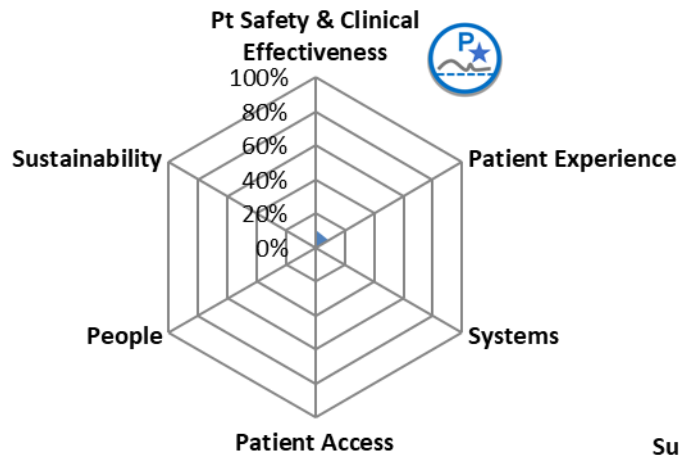 Pt Safety & Clinical
Effectiveness
P
100%
80%
60%
40%
20%
0%
Sustainability
Patient Experience
People
Systems
Patient Access
Su